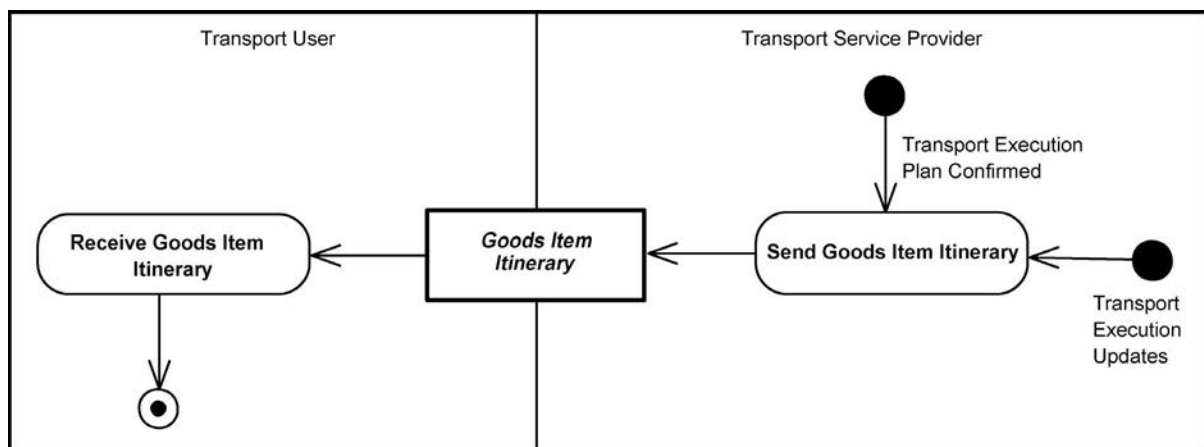 Transport User
Transport Service Provider
Transport Execution
Plan Confirmed
Receive Goods Item
Itinerary
Goods Item
Itinerary
Send Goods Item Itinerary
Transport
Execution
Updates